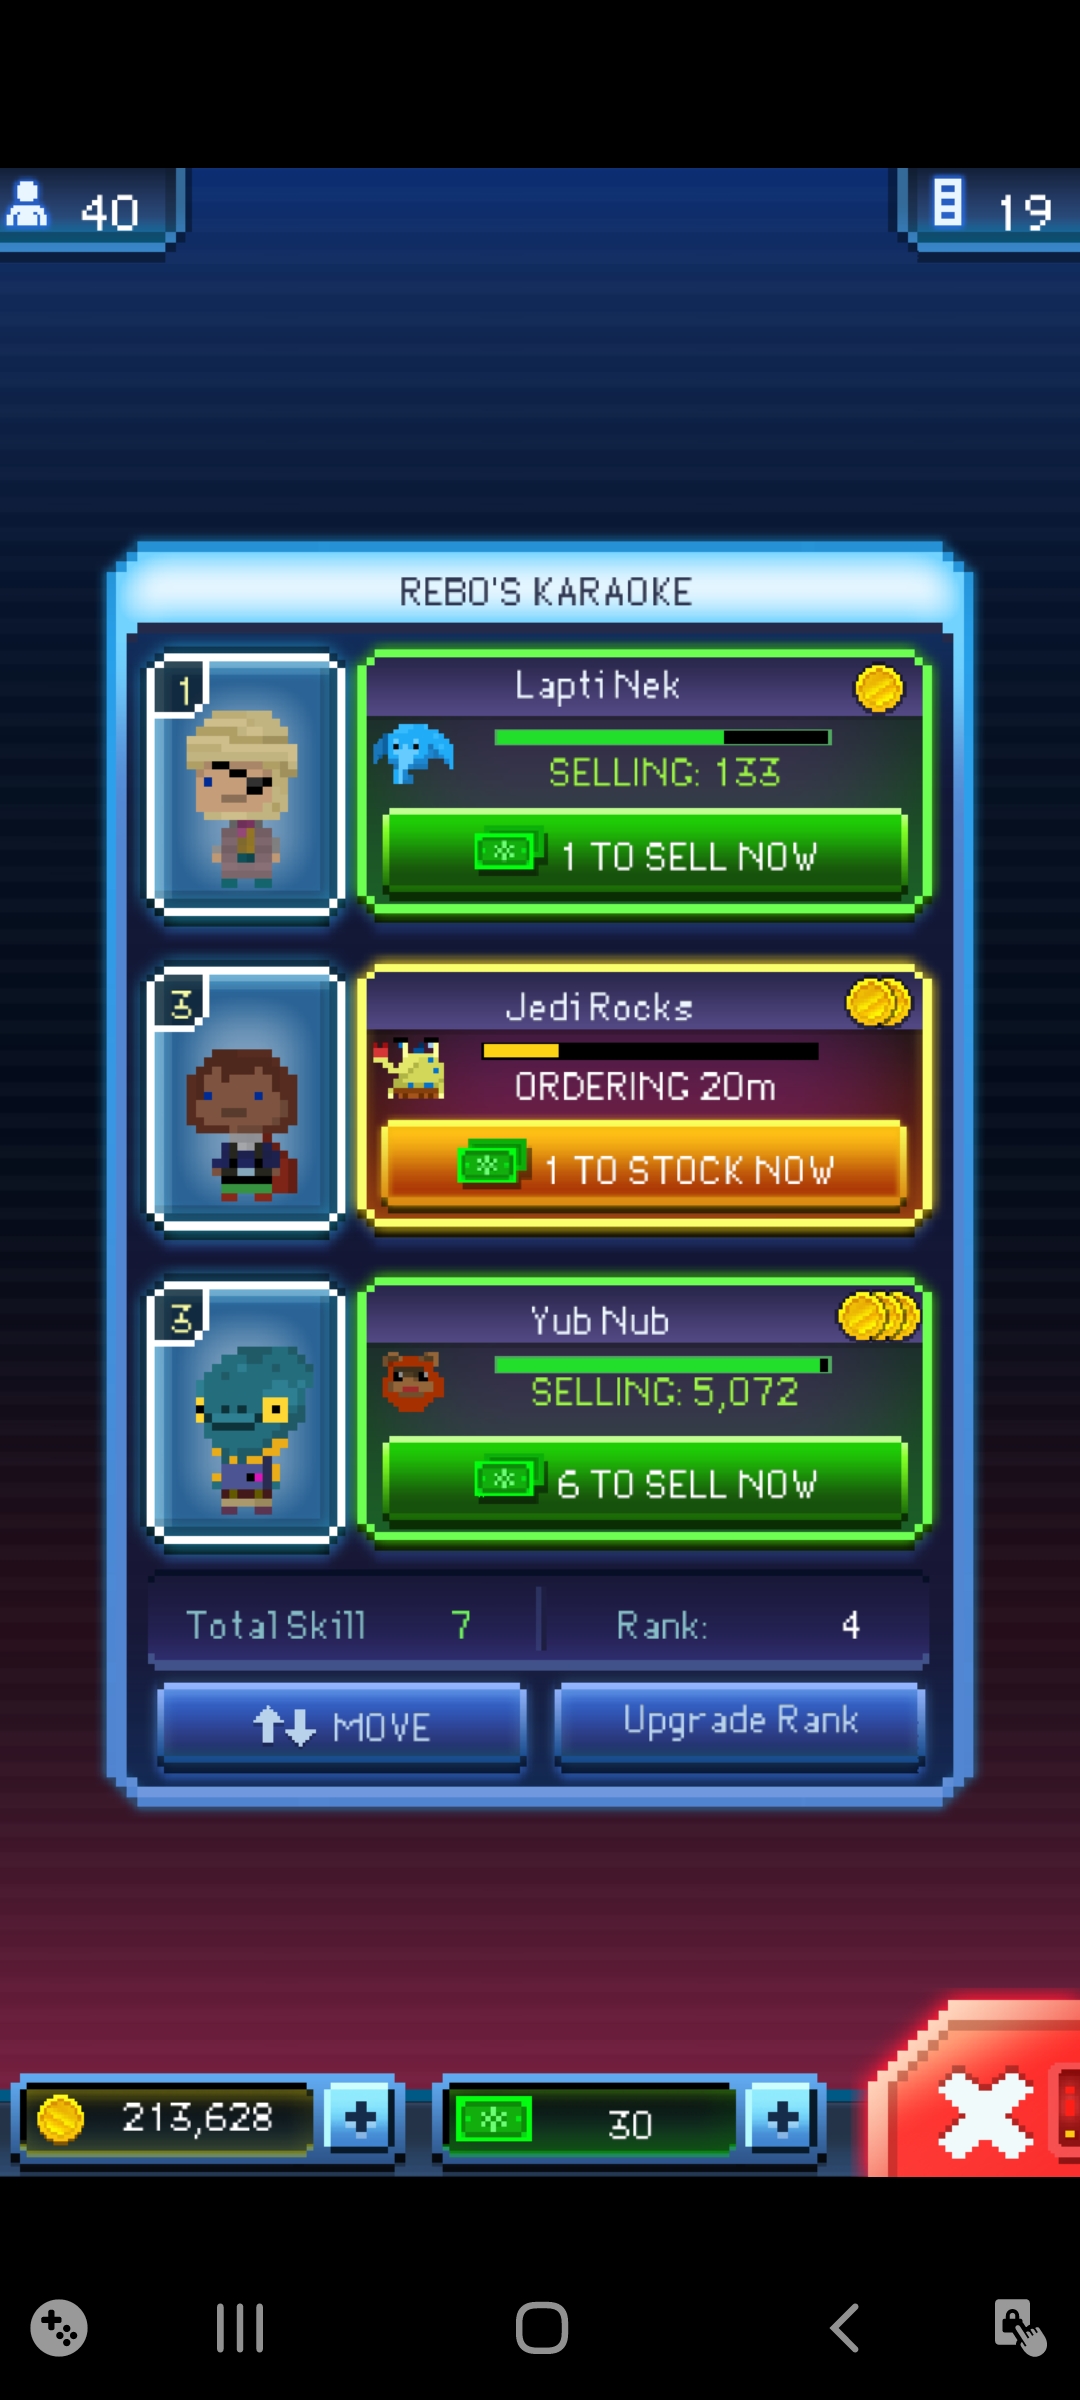 40
19
REBO'S KARAOKE
1
Lapti Nek
SELLING: 133
1 TO SELL NOW
3
Jedi Rocks
ORDERING 20m
1 TO STOCK NOW
3
Yub Nub
SELLING: 5,072
6 TO SELL NOW
Total Skill 7
Rank: 4
MOVE
Upgrade Rank
213,628
30